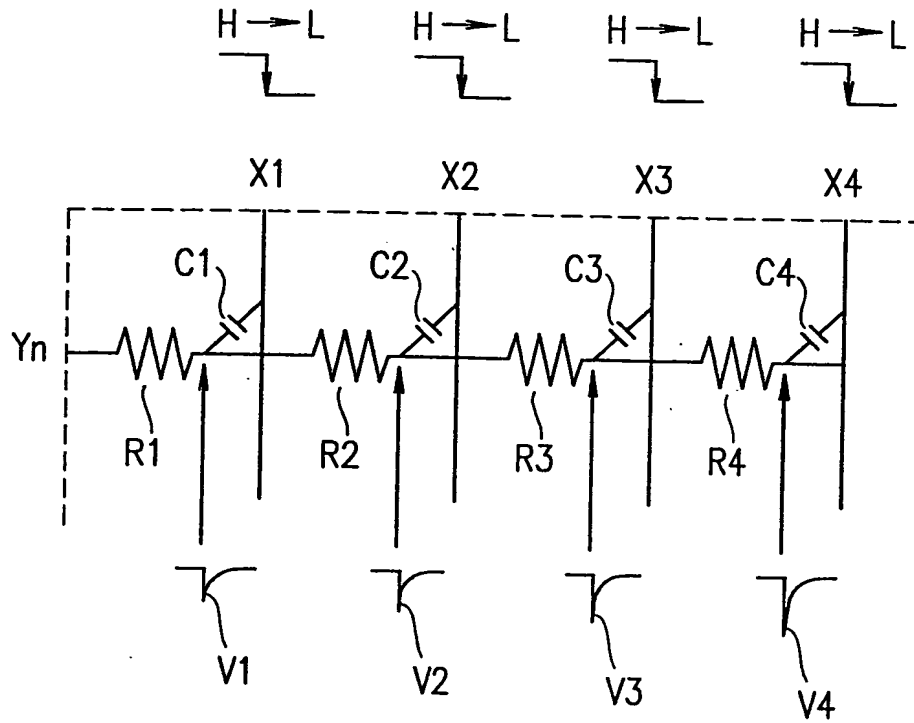 H → L H → L H → L H → L
X1 X2 X3 X4
C1 C2 C3 C4
Yn
R1 R2 R3 R4
V1 V2 V3 V4